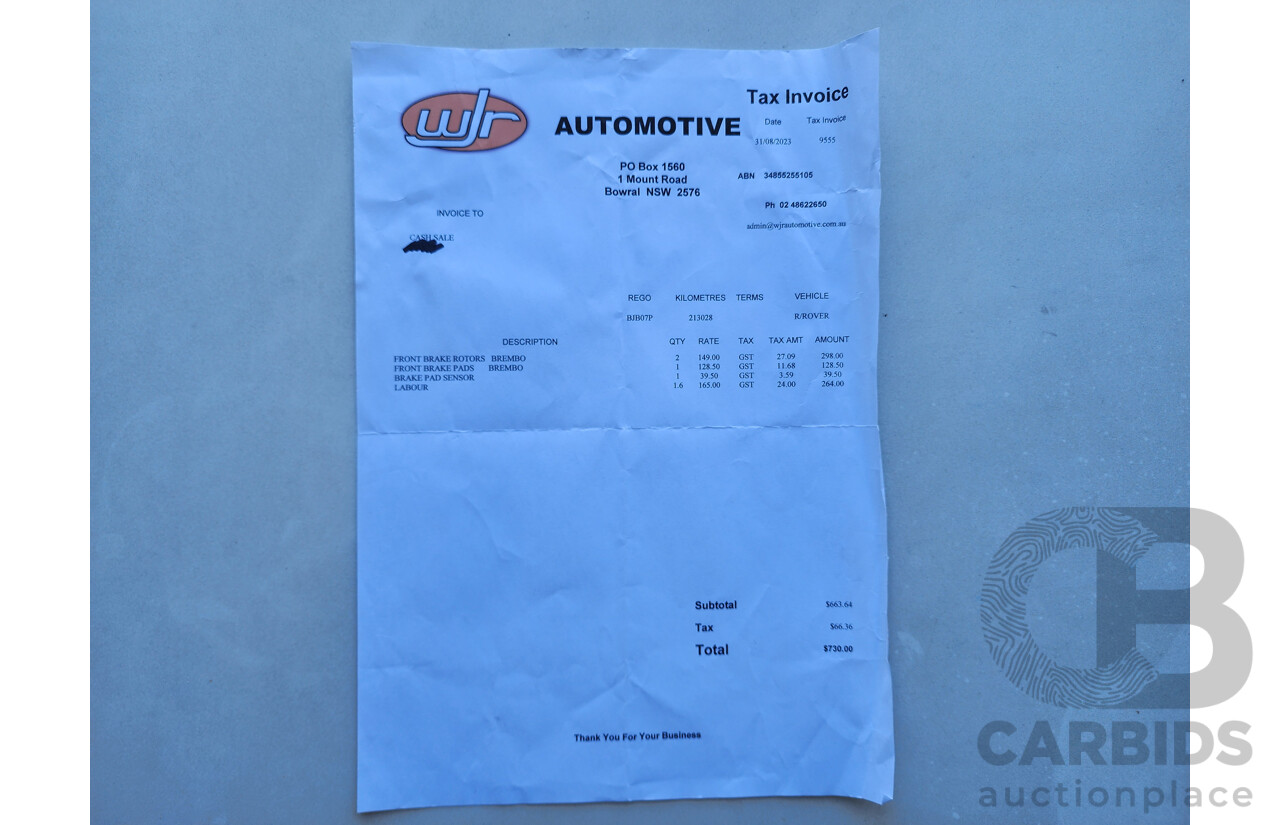 wjr AUTOMOTIVE
Tax Invoice
Date Tax Invoice
31/08/2023 9555
PO Box 1560
1 Mount Road
Bowral NSW 2576
ABN 34855255105
Ph 02 48622650
admin@wjrautomotive.com.au
INVOICE TO
CASH SALE
REGO KILOMETRES TERMS VEHICLE
BJB07P 213028 R/ROVER
DESCRIPTION QTY RATE TAX TAX AMT AMOUNT
FRONT BRAKE ROTORS BREMBO 2 149.00 GST 27.09 298.00
FRONT BRAKE PADS BREMBO 1 128.50 GST 11.68 128.50
BRAKE PAD SENSOR 1 39.50 GST 3.59 39.50
LABOUR 1.6 165.00 GST 24.00 264.00
Subtotal $663.64
Tax $66.36
Total $730.00
Thank You For Your Business
CB
CARBIDS
auctionplace